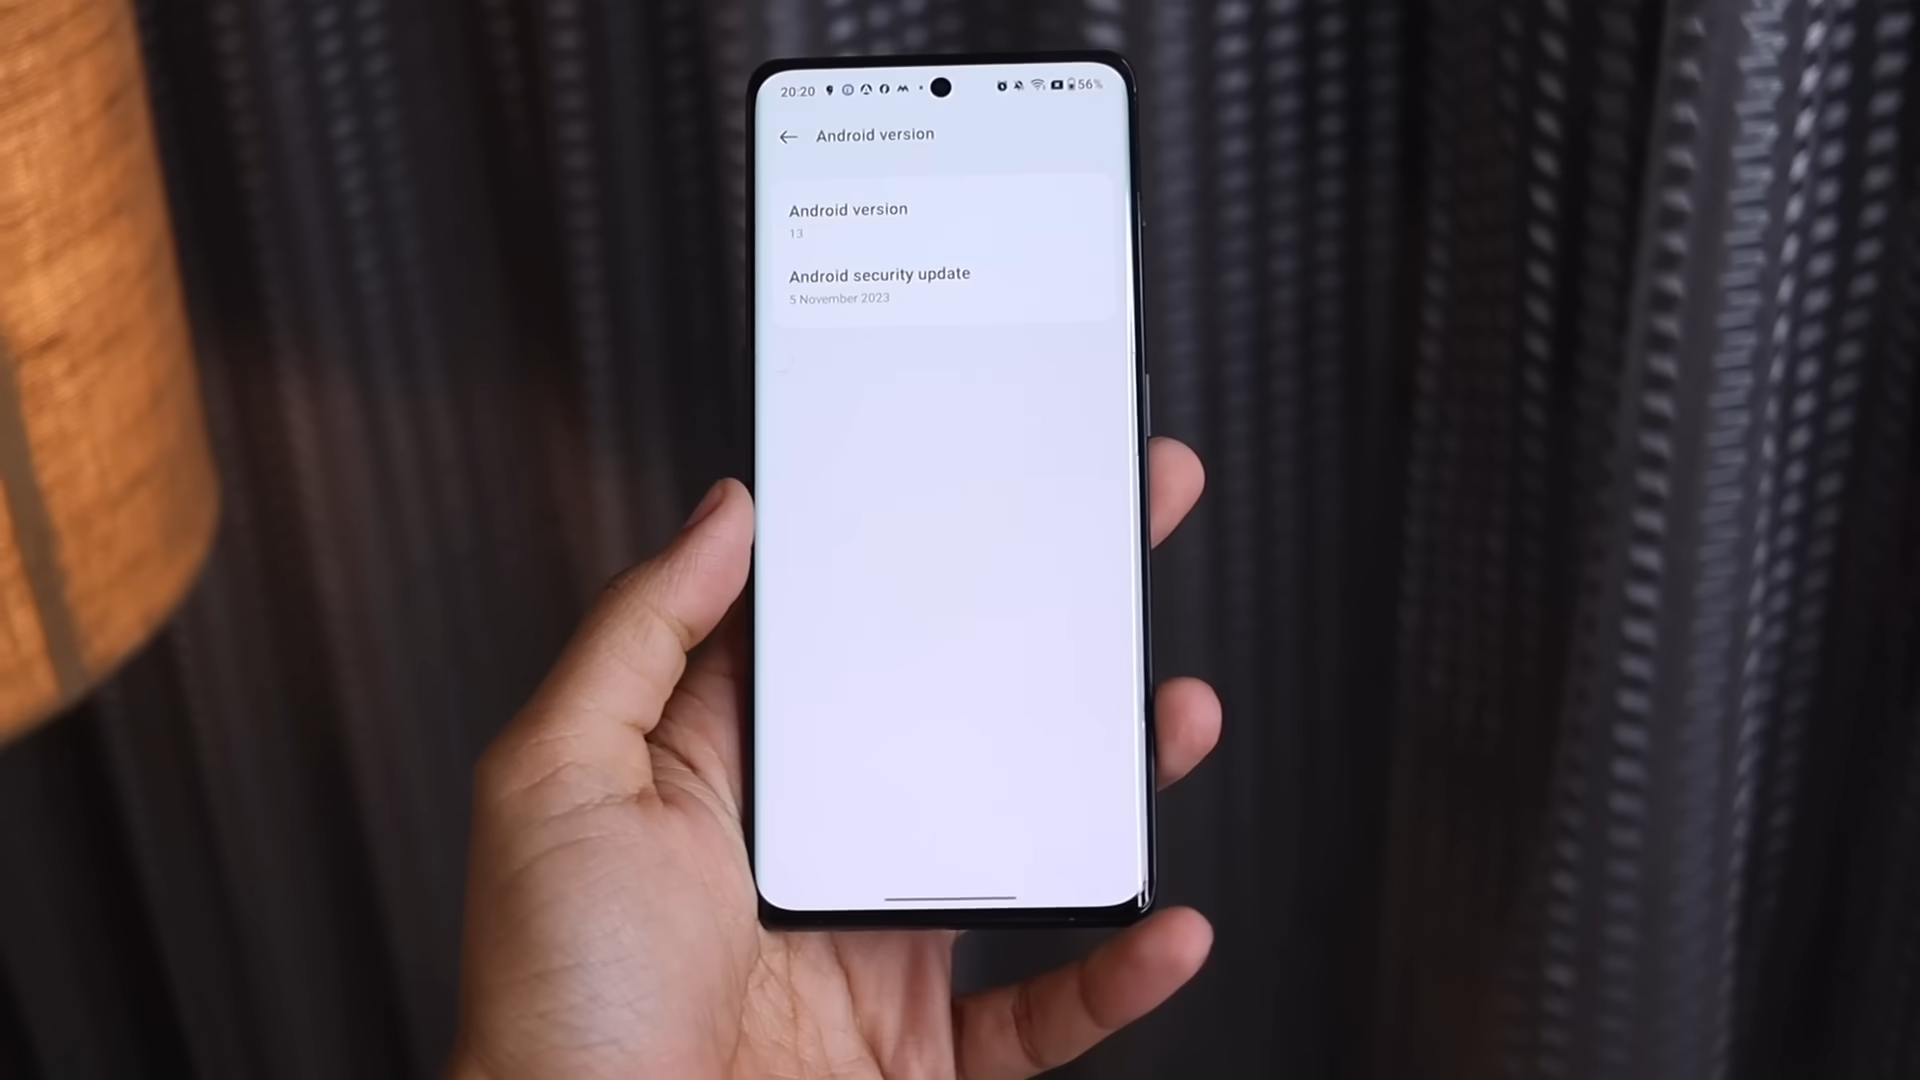 20:20 56%
Android version
Android version
13
Android security update
5 November 2023